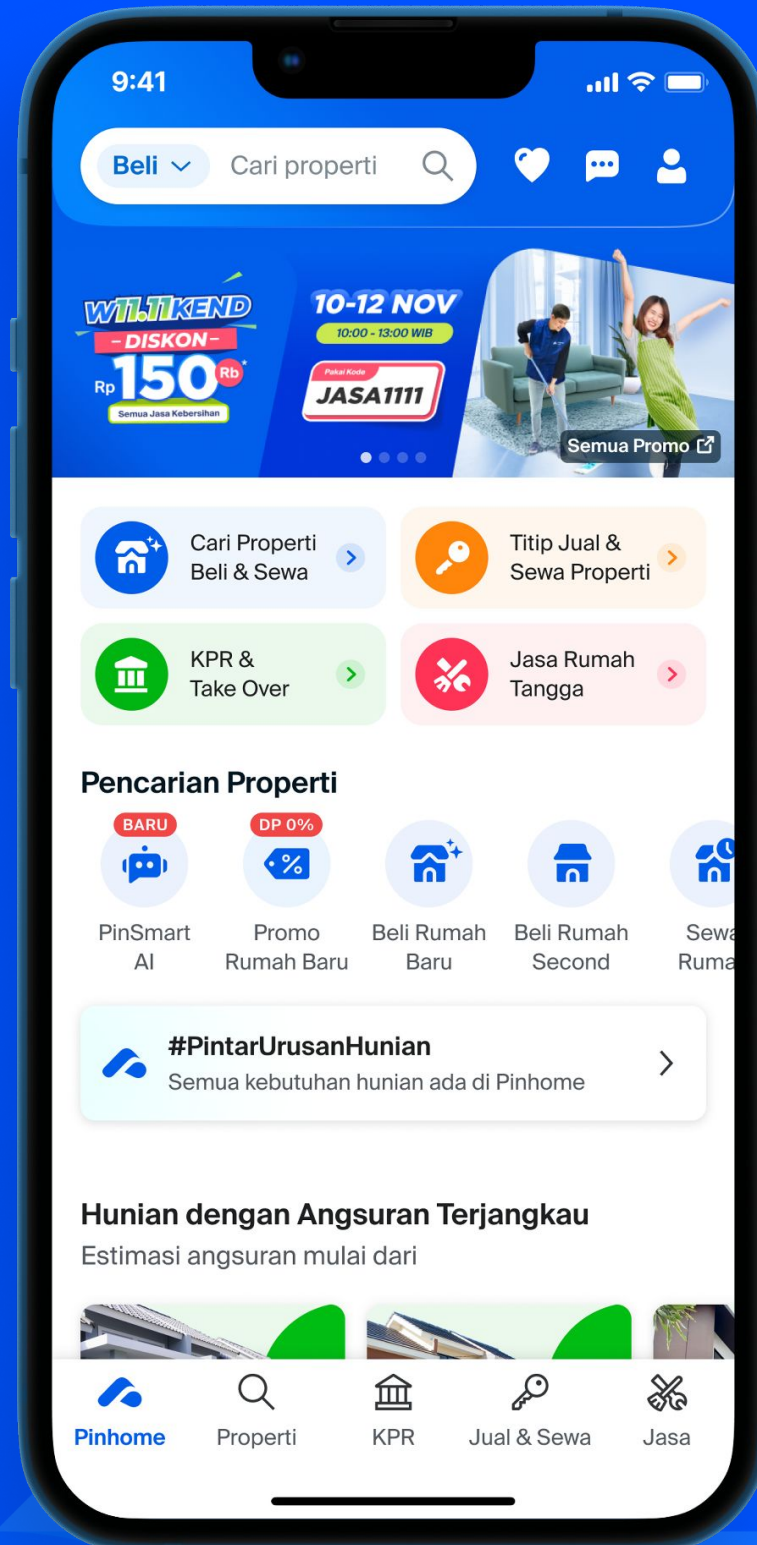 9:41
Beli
Cari properti
W11.11KEND
- DISKON -
Rp 150 Rb*
Semua Jasa Kebersihan
10-12 NOV
10:00 - 13:00 WIB
Pakai Kode
JASA1111
Semua Promo
Cari Properti
Beli & Sewa
Titip Jual &
Sewa Properti
KPR &
Take Over
Jasa Rumah
Tangga
Pencarian Properti
BARU
PinSmart
AI
DP 0%
Promo
Rumah Baru
Beli Rumah
Baru
Beli Rumah
Second
Sewa
Ruma
#PintarUrusanHunian
Semua kebutuhan hunian ada di Pinhome
Hunian dengan Angsuran Terjangkau
Estimasi angsuran mulai dari
Pinhome
Properti
KPR
Jual & Sewa
Jasa